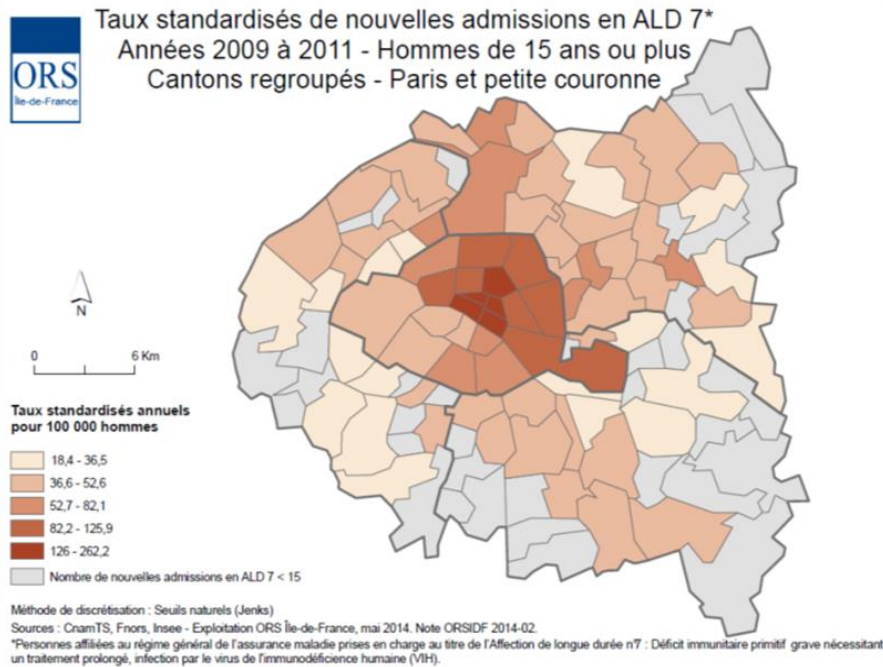 ORS
Île-de-France
Taux standardisés de nouvelles admissions en ALD 7*
Années 2009 à 2011 - Hommes de 15 ans ou plus
Cantons regroupés - Paris et petite couronne
N
0 6 Km
Taux standardisés annuels
pour 100 000 hommes
18,4 - 36,5
36,6 - 52,6
52,7 - 82,1
82,2 - 125,9
126 - 262,2
Nombre de nouvelles admissions en ALD 7 < 15
Méthode de discrétisation : Seuils naturels (Jenks)
Sources : CnamTS, Fnors, Insee - Exploitation ORS Île-de-France, mai 2014. Note ORSIDF 2014-02.
*Personnes affiliées au régime général de l'assurance maladie prises en charge au titre de l'Affection de longue durée n°7 : Déficit immunitaire primitif grave nécessitant
un traitement prolongé, infection par le virus de l'immunodéficience humaine (VIH).